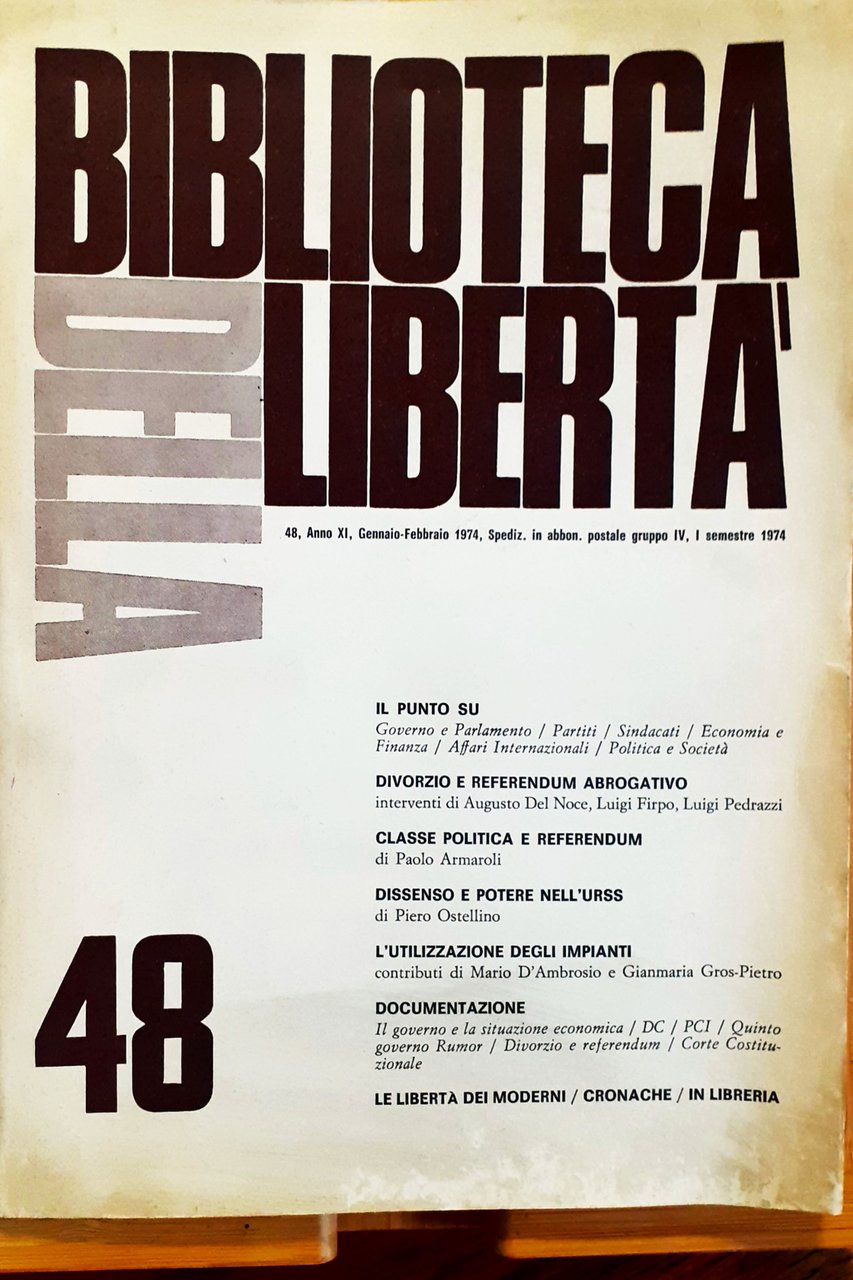 BIBLIOTECA
DELLA
LIBERTA'
48, Anno XI, Gennaio-Febbraio 1974, Spediz. in abbon. postale gruppo IV, I semestre 1974
IL PUNTO SU
Governo e Parlamento / Partiti / Sindacati / Economia e
Finanza / Affari Internazionali / Politica e Società
DIVORZIO E REFERENDUM ABROGATIVO
interventi di Augusto Del Noce, Luigi Firpo, Luigi Pedrazzi
CLASSE POLITICA E REFERENDUM
di Paolo Armaroli
DISSENSO E POTERE NELL'URSS
di Piero Ostellino
L'UTILIZZAZIONE DEGLI IMPIANTI
contributi di Mario D'Ambrosio e Gianmaria Gros-Pietro
DOCUMENTAZIONE
Il governo e la situazione economica / DC / PCI / Quinto
governo Rumor / Divorzio e referendum / Corte Costitu-
zionale
LE LIBERTÀ DEI MODERNI / CRONACHE / IN LIBRERIA
48